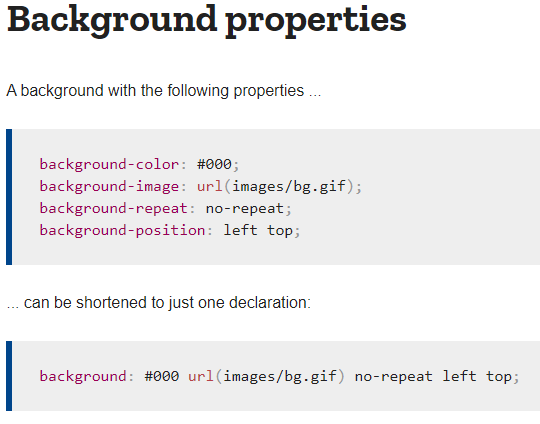 Background properties
A background with the following properties ...
background-color: #000;
background-image: url(images/bg.gif);
background-repeat: no-repeat;
background-position: left top;
... can be shortened to just one declaration:
background: #000 url(images/bg.gif) no-repeat left top;